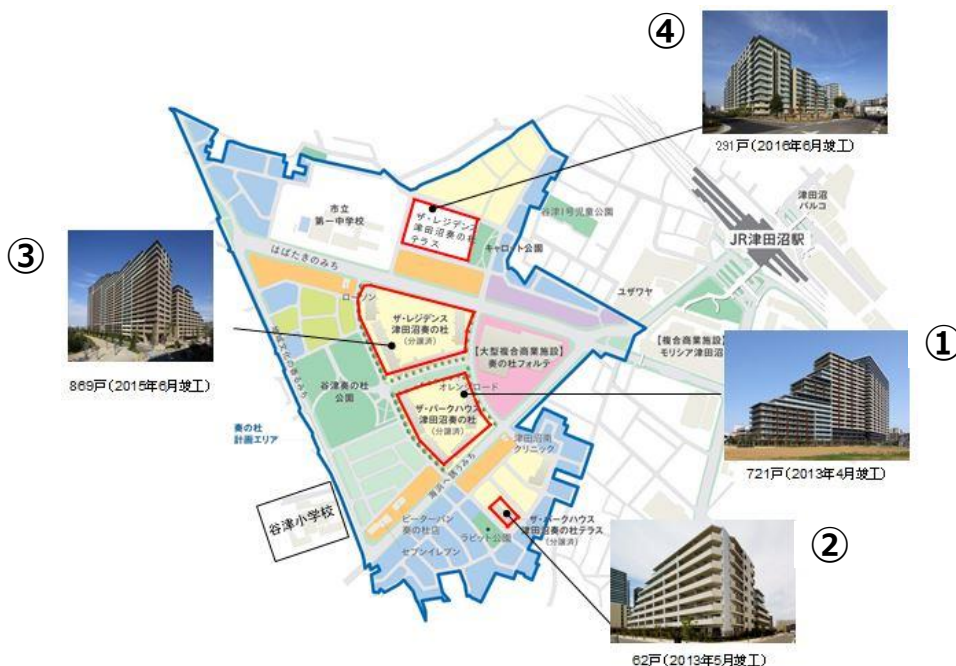 ④
291戸(2016年6月竣工)
市立
第一中学校
ザ・レジデンス
津田沼奏の杜
テラス
谷津1号児童公園
キャロット公園
津田沼
パルコ
JR津田沼駅
③
はばたきのみち
ローソン
ユザワヤ
869戸(2015年6月竣工)
ザ・レジデンス
津田沼奏の杜
(分譲済)
【大型複合商業施設】
奏の杜フォルテ
【複合商業施設】
モリシア津田沼
①
谷津奏の杜
公園
オレンジロード
ザ・パークハウス
津田沼奏の杜
(分譲済)
奏の杜
計画エリア
津田沼南
クリニック
721戸(2013年4月竣工)
海浜へ誘うみち
谷津小学校
ピーターパン
奏の杜店
ラビット公園
セブンイレブン
ザ・パークハウス
津田沼奏の杜テラス
(分譲済)
②
62戸(2013年5月竣工)